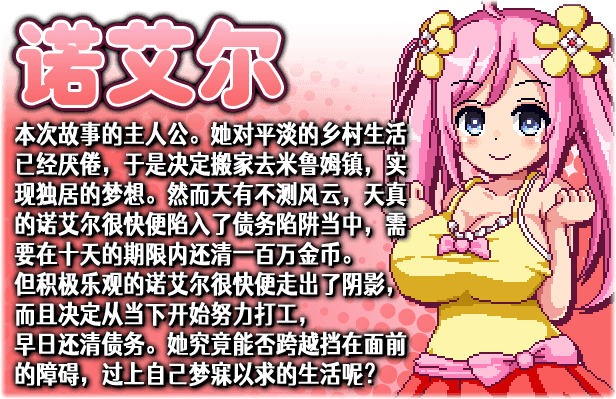 诺艾尔
本次故事的主人公。她对平淡的乡村生活
已经厌倦，于是决定搬家去米鲁姆镇，实
现独居的梦想。然而天有不测风云，天真
的诺艾尔很快便陷入了债务陷阱当中，需
要在十天的期限内还清一百万金币。
但积极乐观的诺艾尔很快便走出了阴影，
而且决定从当下开始努力打工，
早日还清债务。她究竟能否跨越挡在面前
的障碍，过上自己梦寐以求的生活呢？